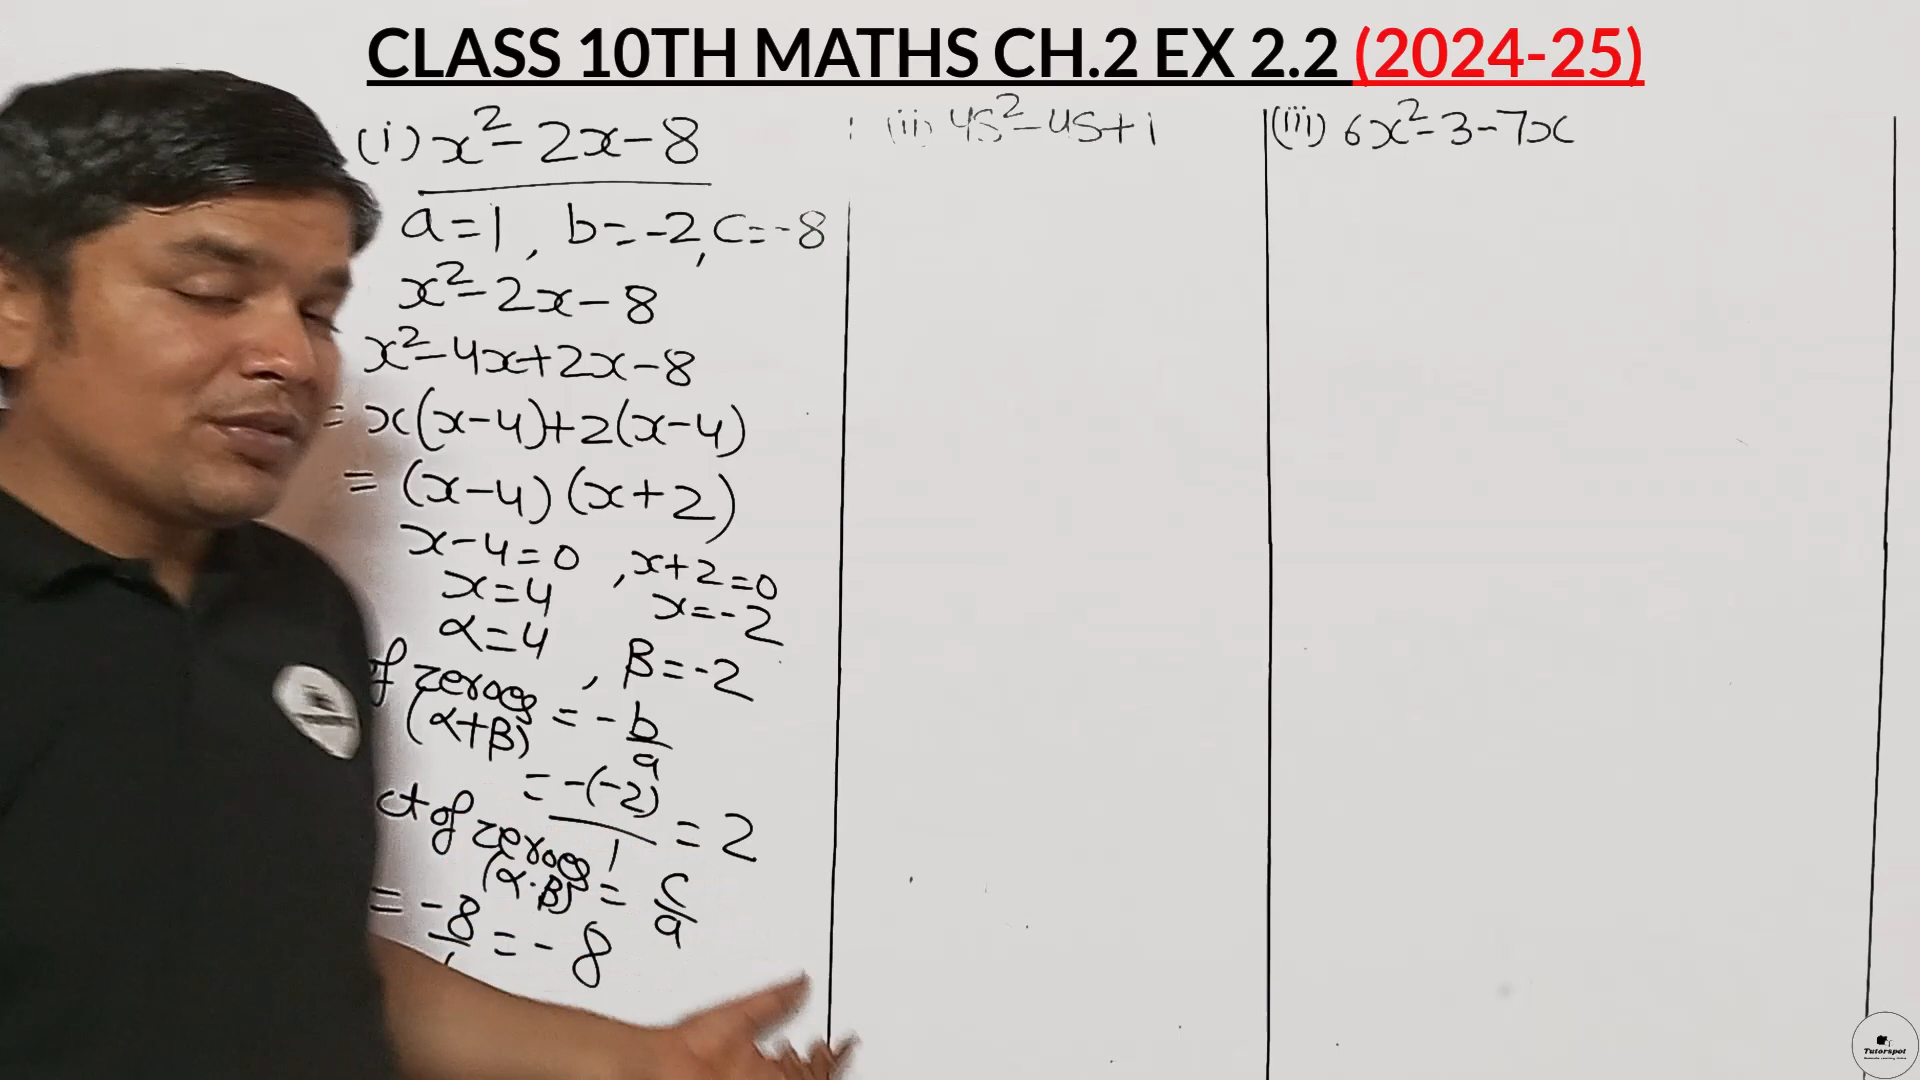 CLASS 10TH MATHS CH.2 EX 2.2 (2024-25)
(i) x²-2x-8
a=1, b=-2, c=-8
x²-2x-8
x²-4x+2x-8
= x(x-4)+2(x-4)
= (x-4)(x+2)
x-4=0, x+2=0
x=4 x=-2
α=4, β=-2
of zeroes (α+β) = -b/a
= -(-2)/1 = 2
ct of zeroes (α·β) = c/a
= -8/1 = -8
(ii) 4s²-4s+1
(iii) 6x²-3-7x
Tutorspot